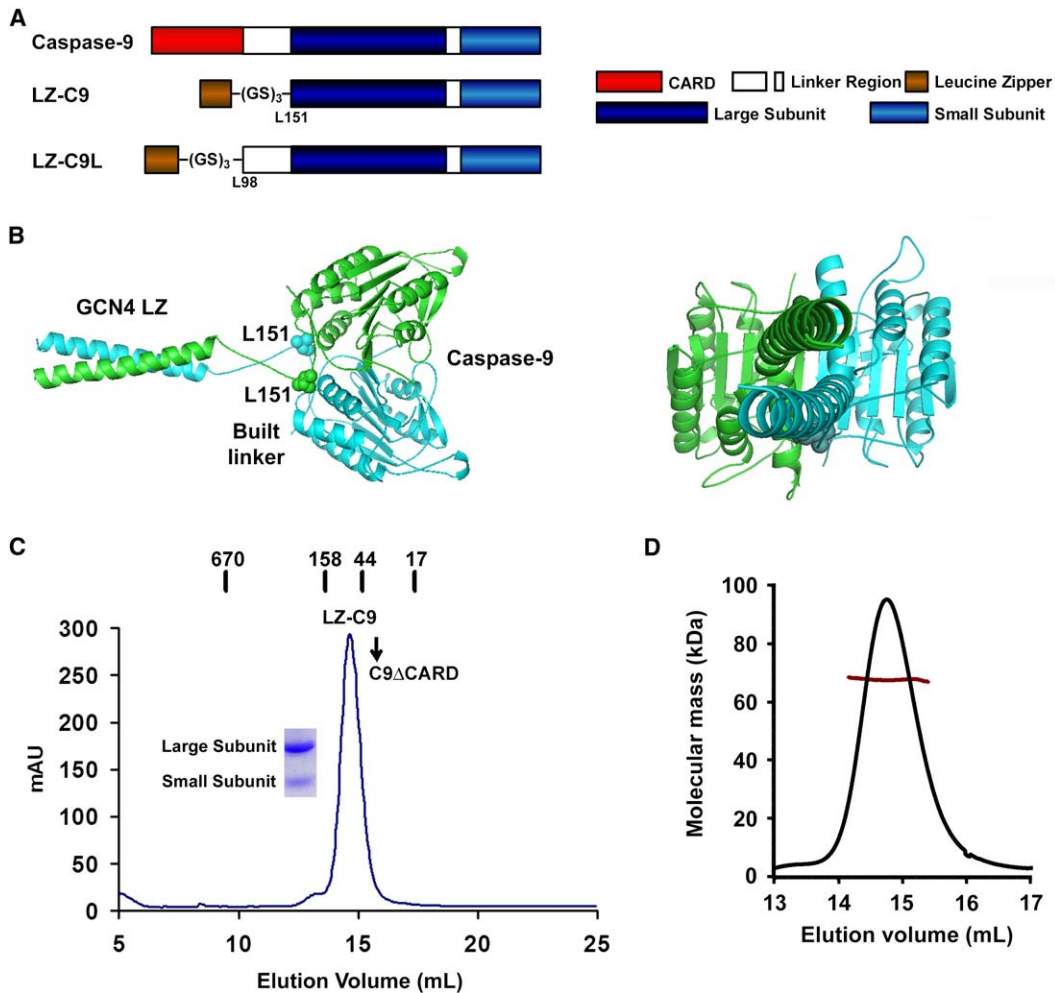 A
Caspase-9
LZ-C9
(GS)3
L151
LZ-C9L
(GS)3
L98
CARD
Linker Region
Leucine Zipper
Large Subunit
Small Subunit
B
GCN4 LZ
L151
L151
Built
linker
Caspase-9
C
670 158 44 17
LZ-C9
C9ΔCARD
Large Subunit
Small Subunit
300
250
200
150
100
50
0
mAU
5 10 15 20 25
Elution Volume (mL)
D
100
80
60
40
20
0
Molecular mass (kDa)
13 14 15 16 17
Elution volume (mL)